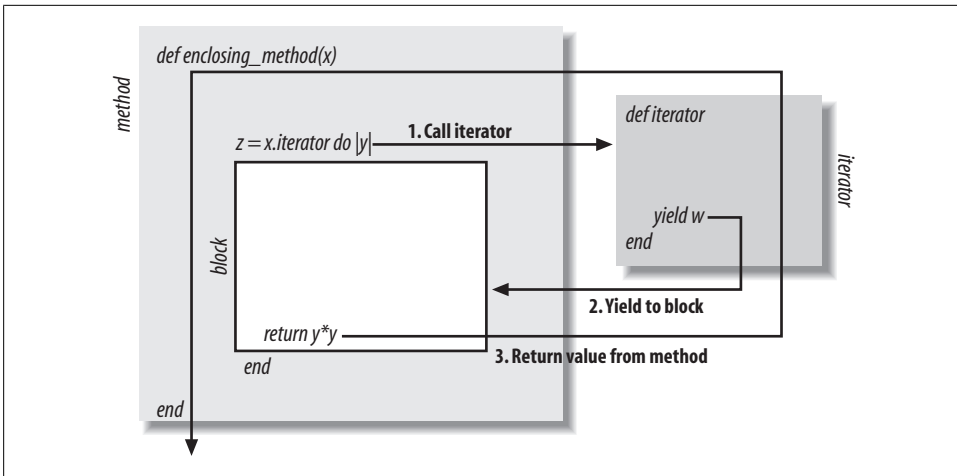 def enclosing_method(x)
method
def iterator
1. Call iterator
z = x.iterator do |y|
iterator
yield w
end
block
2. Yield to block
return y*y
3. Return value from method
end
end